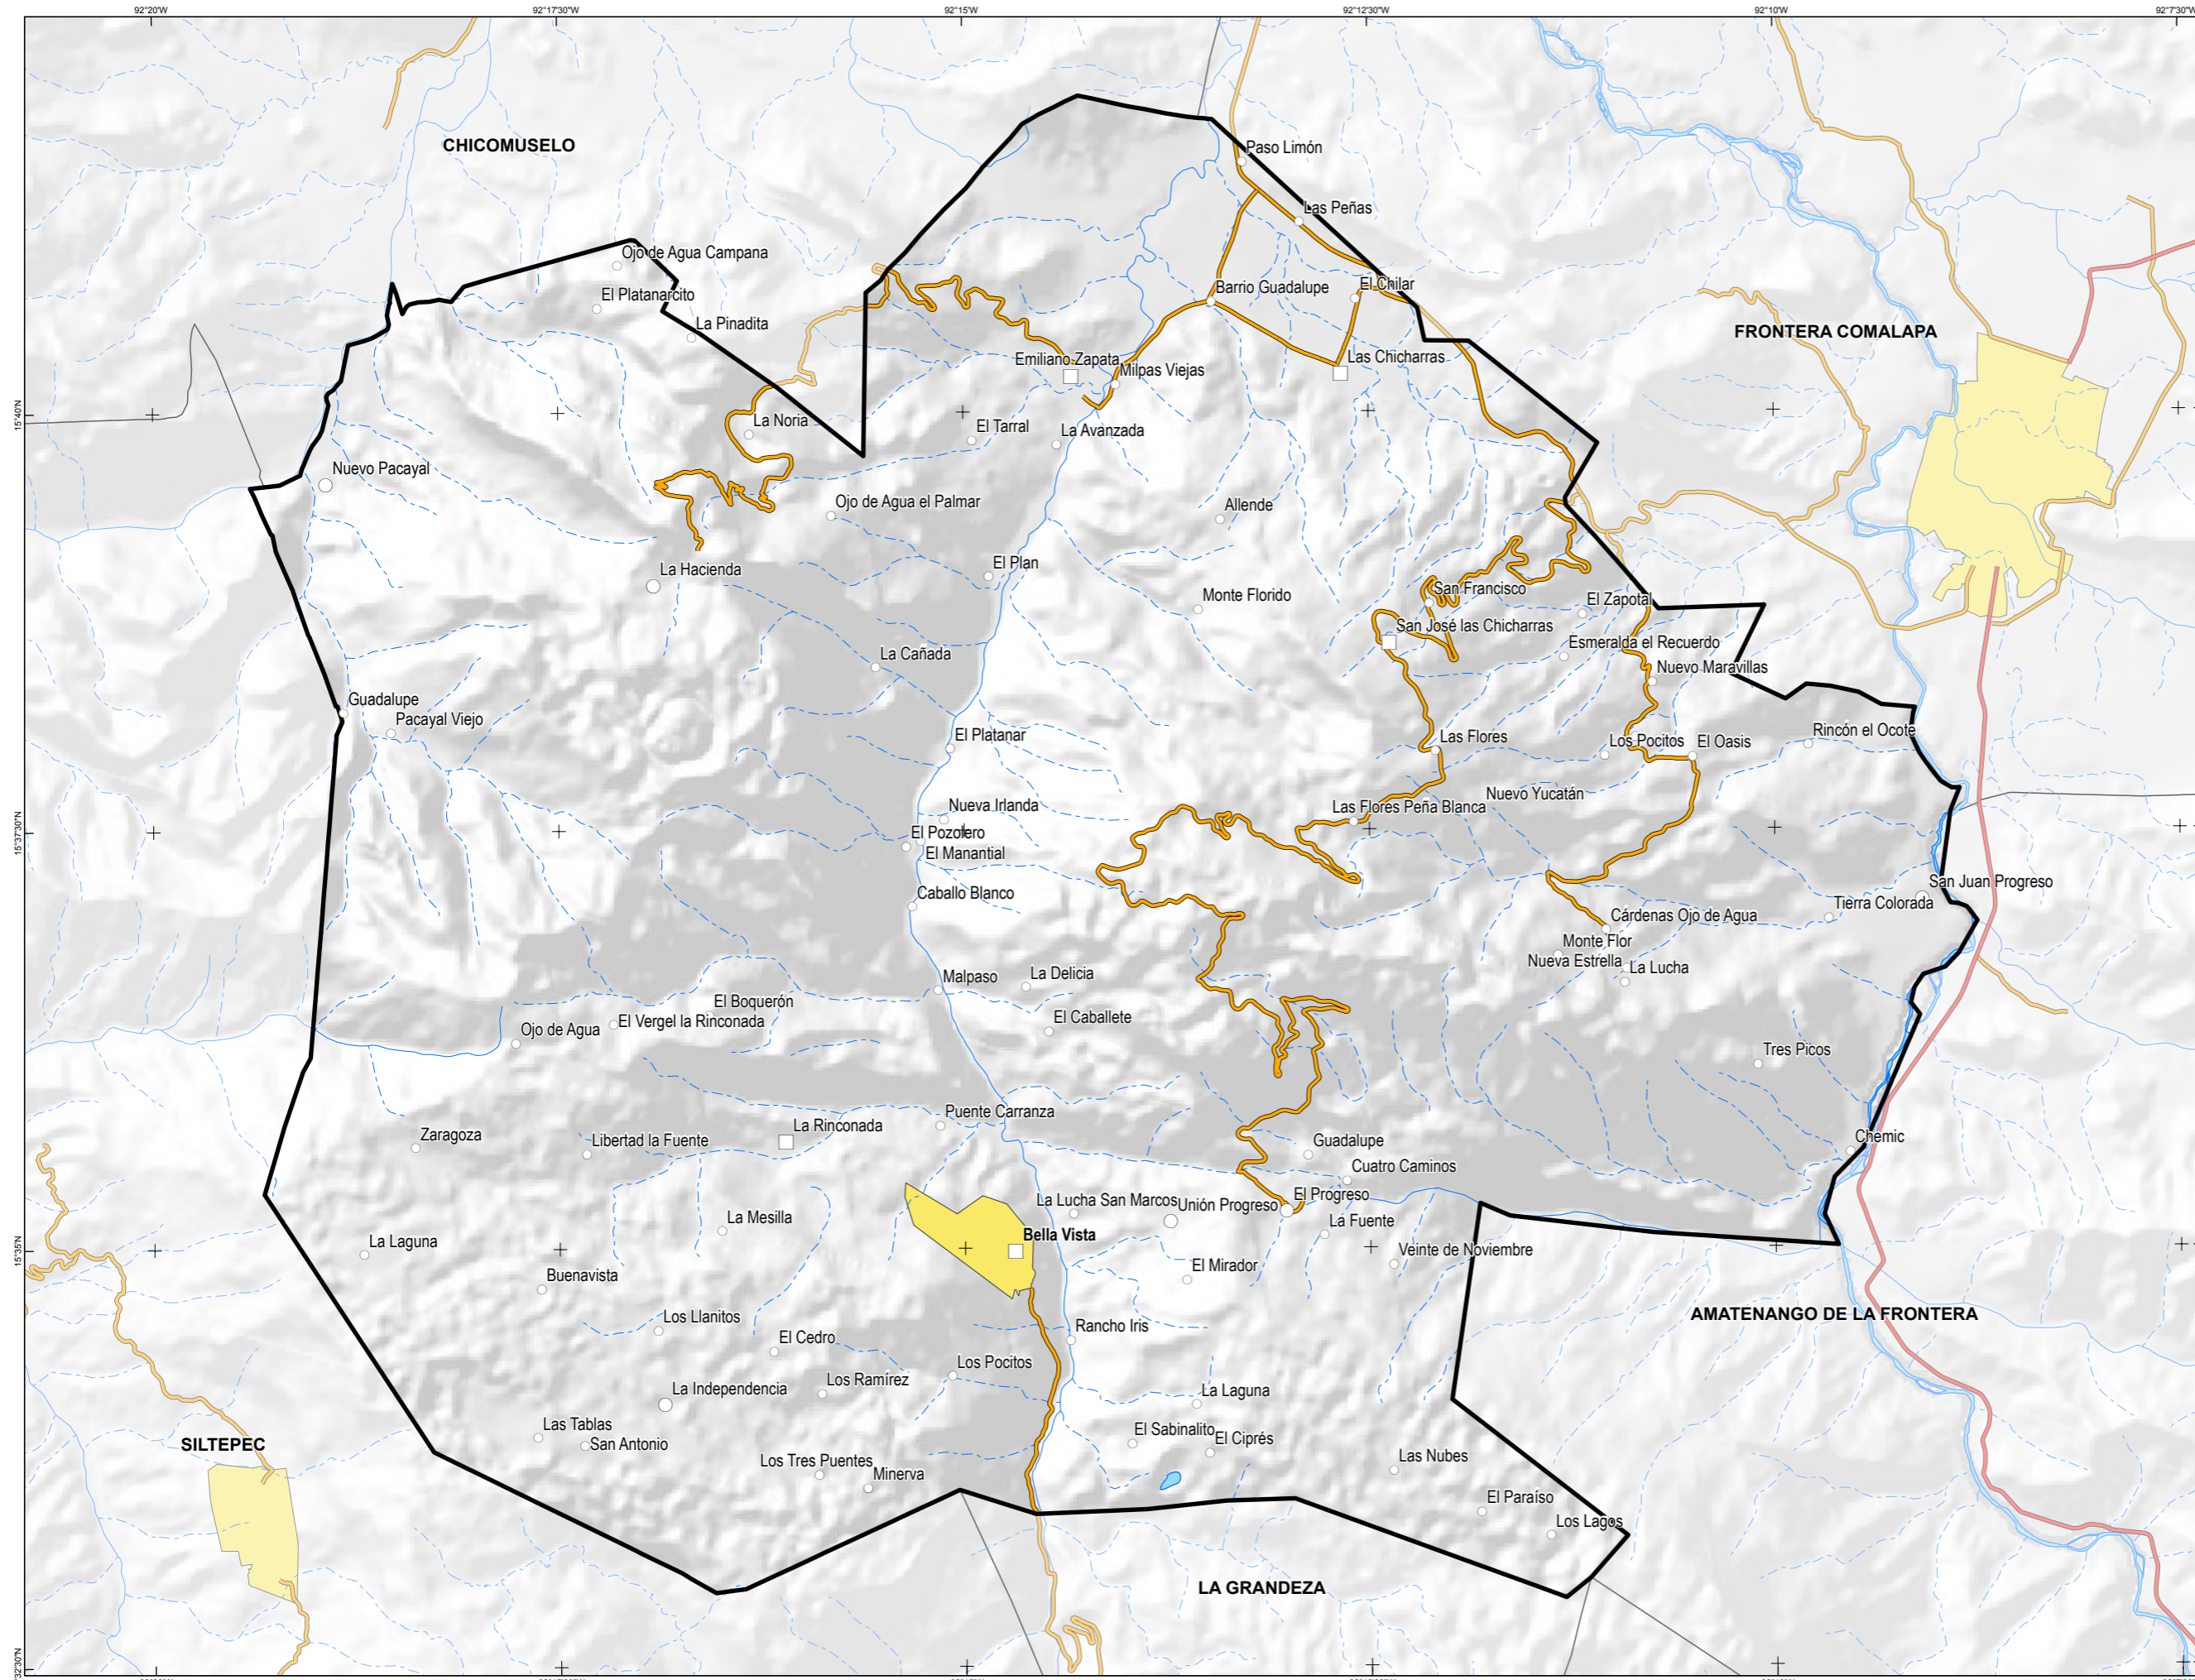 92°20'W
92°17'30"W
92°15'W
92°12'30"W
92°10'W
92°7'30"W
CHICOMUSELO
Paso Limón
Las Peñas
Ojo de Agua Campana
El Platanarcito
Barrio Guadalupe
El Chilar
La Pinadita
FRONTERA COMALAPA
Emiliano Zapata
Las Chicharras
Milpas Viejas
15°40'N
La Noria
El Tarral
La Avanzada
Nuevo Pacayal
Ojo de Agua el Palmar
Allende
La Hacienda
El Plan
Monte Florido
San Francisco
El Zapotal
San José las Chicharras
Esmeralda el Recuerdo
La Cañada
Nuevo Maravillas
Guadalupe
Pacayal Viejo
El Platanar
Las Flores
Los Pocitos
El Oasis
Rincón el Ocote
Nuevo Yucatán
Nueva Irlanda
Las Flores Peña Blanca
15°37'30"N
El Pozolero
El Manantial
San Juan Progreso
Caballo Blanco
Tierra Colorada
Cárdenas Ojo de Agua
Monte Flor
Nueva Estrella
La Lucha
Malpaso
La Delicia
El Boquerón
El Vergel la Rinconada
Ojo de Agua
El Caballete
Tres Picos
Puente Carranza
La Rinconada
Zaragoza
Libertad la Fuente
Guadalupe
Chemic
Cuatro Caminos
La Lucha San Marcos
Unión Progreso
El Progreso
La Mesilla
La Fuente
Bella Vista
15°35'N
La Laguna
Veinte de Noviembre
El Mirador
Buenavista
AMATENANGO DE LA FRONTERA
Los Llanitos
Rancho Iris
El Cedro
Los Pocitos
La Independencia
Los Ramírez
La Laguna
Las Tablas
El Sabinalito
San Antonio
El Ciprés
SILTEPEC
Los Tres Puentes
Minerva
Las Nubes
El Paraíso
Los Lagos
LA GRANDEZA